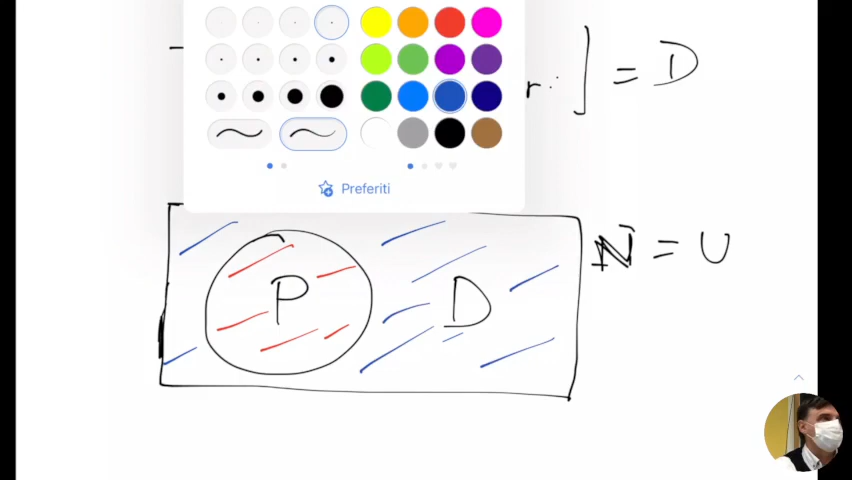 r: ] = D
Preferiti
ℕ = U
P
D